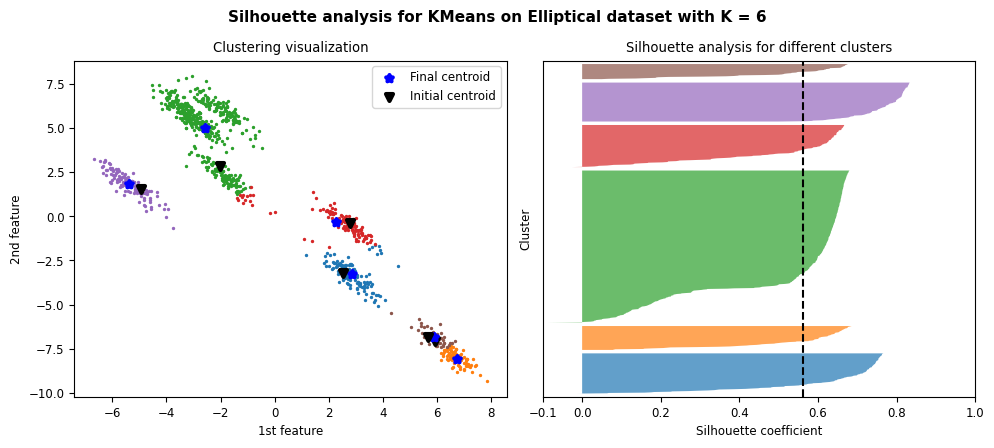 Silhouette analysis for KMeans on Elliptical dataset with K = 6
Clustering visualization
Final centroid
Initial centroid
7.5
5.0
2.5
0.0
−2.5
−5.0
−7.5
−10.0
2nd feature
−6
−4
−2
0
2
4
6
8
1st feature
Silhouette analysis for different clusters
Cluster
−0.1
0.0
0.2
0.4
0.6
0.8
1.0
Silhouette coefficient